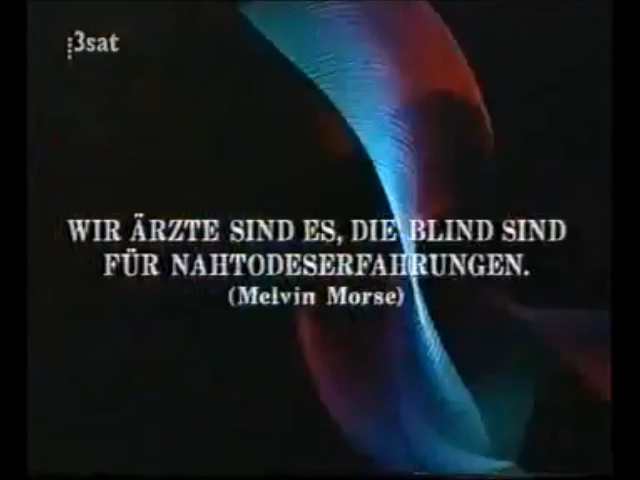 3sat
WIR ÄRZTE SIND ES, DIE BLIND SIND
FÜR NAHTODESERFAHRUNGEN.
(Melvin Morse)